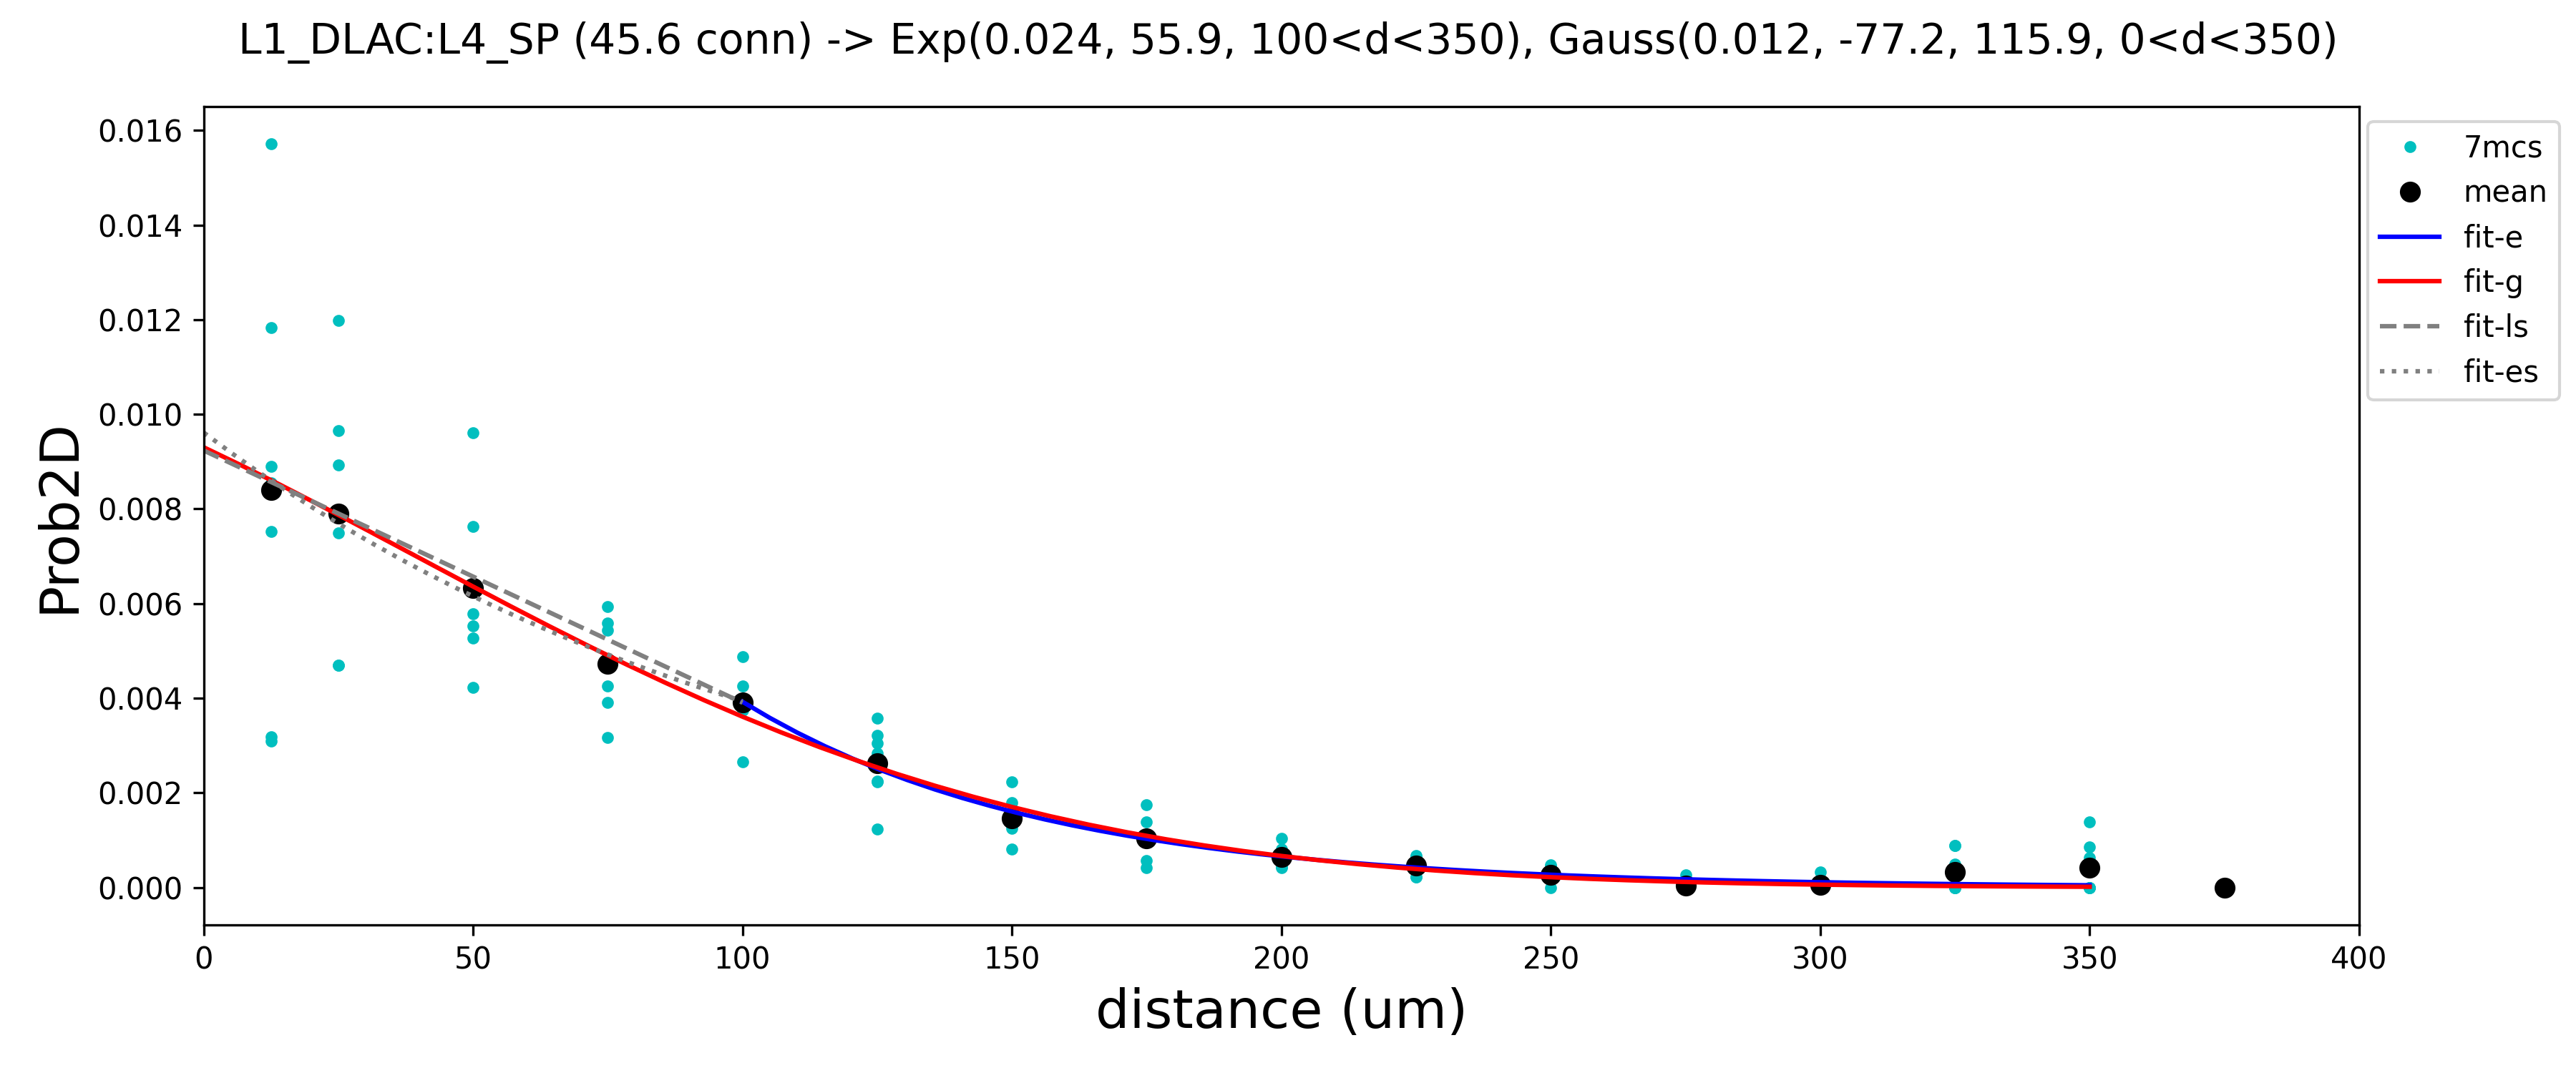 L1_DLAC:L4_SP (45.6 conn) -> Exp(0.024, 55.9, 100<d<350), Gauss(0.012, -77.2, 115.9, 0<d<350)
0.016
0.014
0.012
0.010
0.008
0.006
0.004
0.002
0.000
Prob2D
0 50 100 150 200 250 300 350 400
distance (um)
7mcs
mean
fit-e
fit-g
fit-ls
fit-es